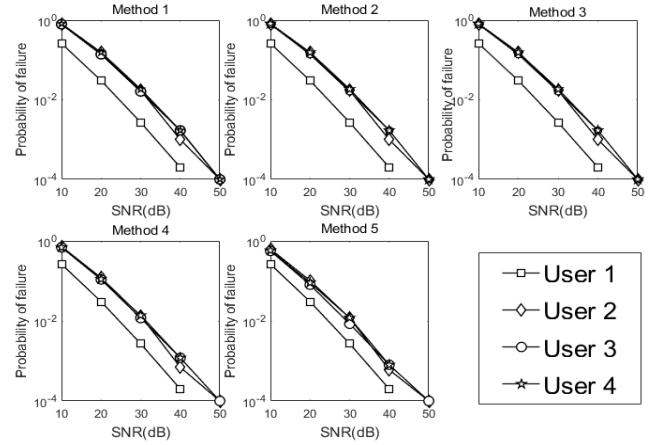 Method 1
Method 2
Method 3
Probability of failure
10^0
10^-2
10^-4
10 20 30 40 50
SNR(dB)
Probability of failure
10^0
10^-2
10^-4
10 20 30 40 50
SNR(dB)
Probability of failure
10^0
10^-2
10^-4
10 20 30 40 50
SNR(dB)
Method 4
Method 5
Probability of failure
10^0
10^-2
10^-4
10 20 30 40 50
SNR(dB)
Probability of failure
10^0
10^-2
10^-4
10 20 30 40 50
SNR(dB)
User 1
User 2
User 3
User 4